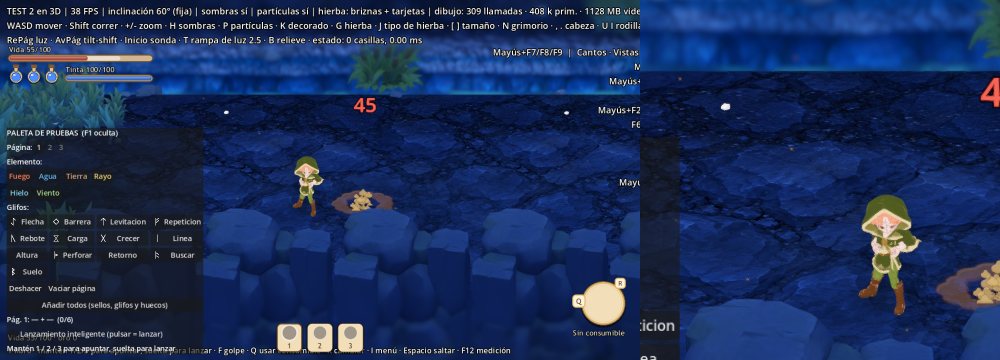 TEST 2 en 3D | 38 FPS | inclinación 60° (fija) | sombras sí | partículas sí | hierba: briznas + tarjetas | dibujo: 309 llamadas · 408 k prim. · 1128 MB víde
WASD mover · Shift correr · +/- zoom · H sombras · P partículas · K decorado · G hierba · J tipo de hierba · [ ] tamaño · N grimorio · , . cabeza · U I rodill
RePág luz · AvPág tilt-shift · Inicio sonda · T rampa de luz 2.5 · B relieve · estado: 0 casillas, 0.00 ms
Vida 55/100
Mayús+F7/F8/F9 | Cantos · Vistas
Tinta 100/100
Mayús+
45
Mayús+F2
F6
PALETA DE PRUEBAS (F1 oculta)
Página: 1 2 3
Elemento:
Fuego Agua Tierra Rayo
Hielo Viento
Mayú
Glifos:
Flecha Barrera Levitacion Repeticion
Rebote Carga Crecer Linea
Altura Perforar Retorno Buscar
Suelo
Deshacer Vaciar página
Añadir todos (sellos, glifos y huecos)
Pág. 1: — + — (0/6)
Lanzamiento inteligente (pulsar = lanzar)
Mantén 1 / 2 / 3 para apuntar, suelta para lanzar
· F golpe · Q usar
· I menú · Espacio saltar · F12 medición
1 2 3
Q
R
Sin consumible
4
ticion
ea